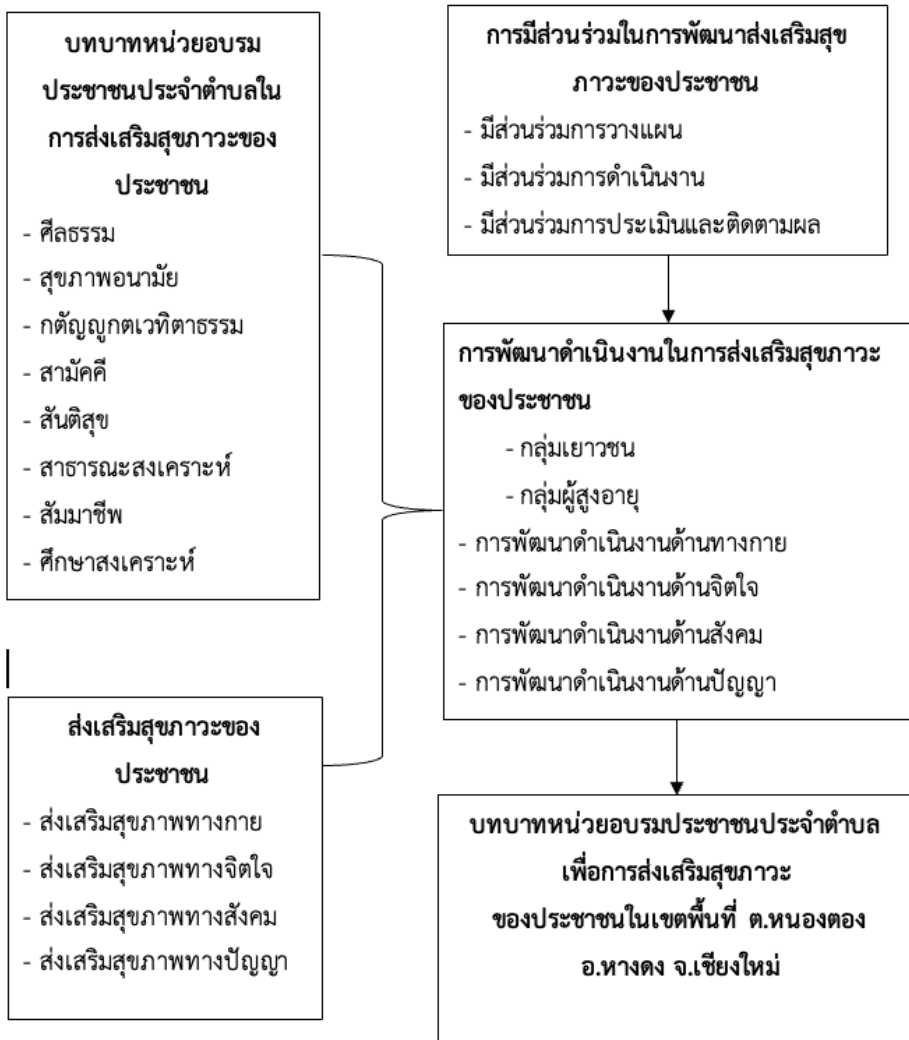 บทบาทหน่วยอบรม
ประชาชนประจำตำบลใน
การส่งเสริมสุขภาวะของ
ประชาชน
- ศีลธรรม
- สุขภาพอนามัย
- กตัญญูกตเวทิตาธรรม
- สามัคคี
- สันติสุข
- สาธารณะสงเคราะห์
- สัมมาชีพ
- ศึกษาสงเคราะห์
ส่งเสริมสุขภาวะของ
ประชาชน
- ส่งเสริมสุขภาพทางกาย
- ส่งเสริมสุขภาพทางจิตใจ
- ส่งเสริมสุขภาพทางสังคม
- ส่งเสริมสุขภาพทางปัญญา
การมีส่วนร่วมในการพัฒนาส่งเสริมสุข
ภาวะของประชาชน
- มีส่วนร่วมการวางแผน
- มีส่วนร่วมการดำเนินงาน
- มีส่วนร่วมการประเมินและติดตามผล
การพัฒนาดำเนินงานในการส่งเสริมสุขภาวะ
ของประชาชน
- กลุ่มเยาวชน
- กลุ่มผู้สูงอายุ
- การพัฒนาดำเนินงานด้านทางกาย
- การพัฒนาดำเนินงานด้านจิตใจ
- การพัฒนาดำเนินงานด้านสังคม
- การพัฒนาดำเนินงานด้านปัญญา
บทบาทหน่วยอบรมประชาชนประจำตำบล
เพื่อการส่งเสริมสุขภาวะ
ของประชาชนในเขตพื้นที่ ต.หนองตอง
อ.หางดง จ.เชียงใหม่